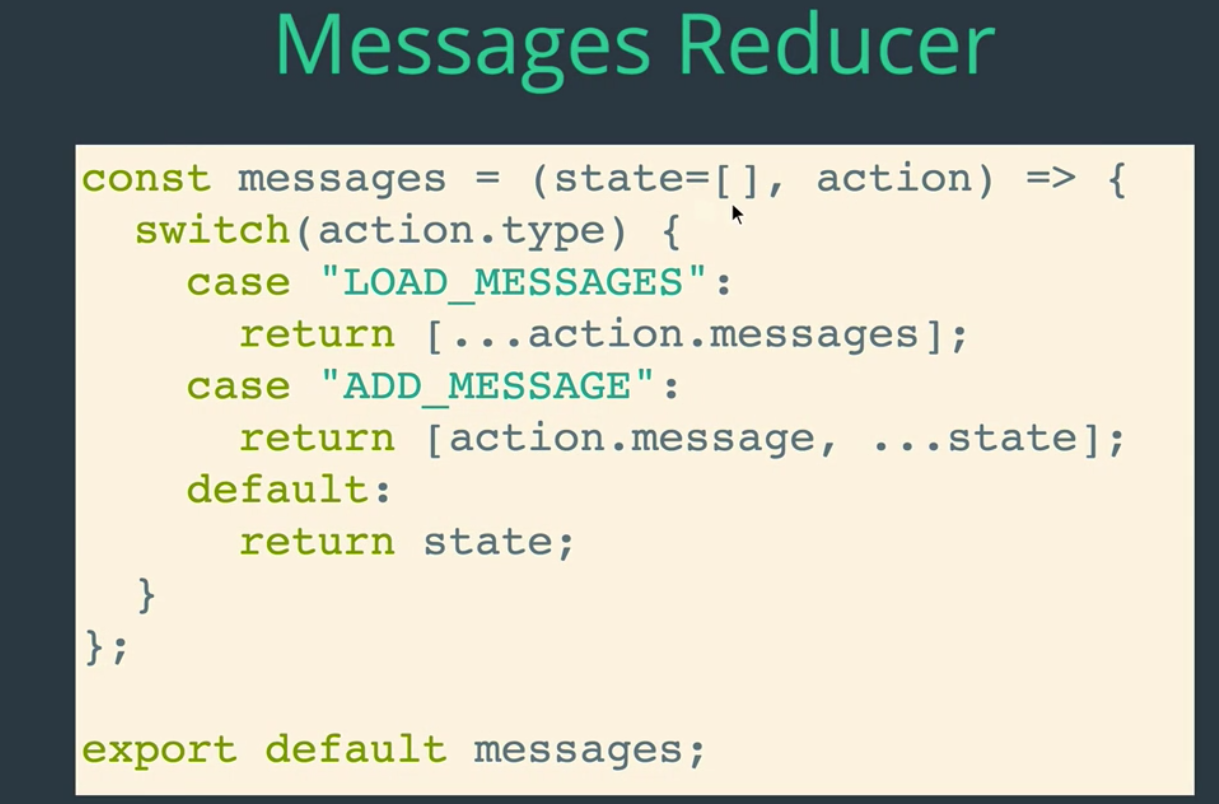 Messages Reducer
const messages = (state=[], action) => {
  switch(action.type) {
    case "LOAD_MESSAGES":
      return [...action.messages];
    case "ADD_MESSAGE":
      return [action.message, ...state];
    default:
      return state;
  }
};

export default messages;